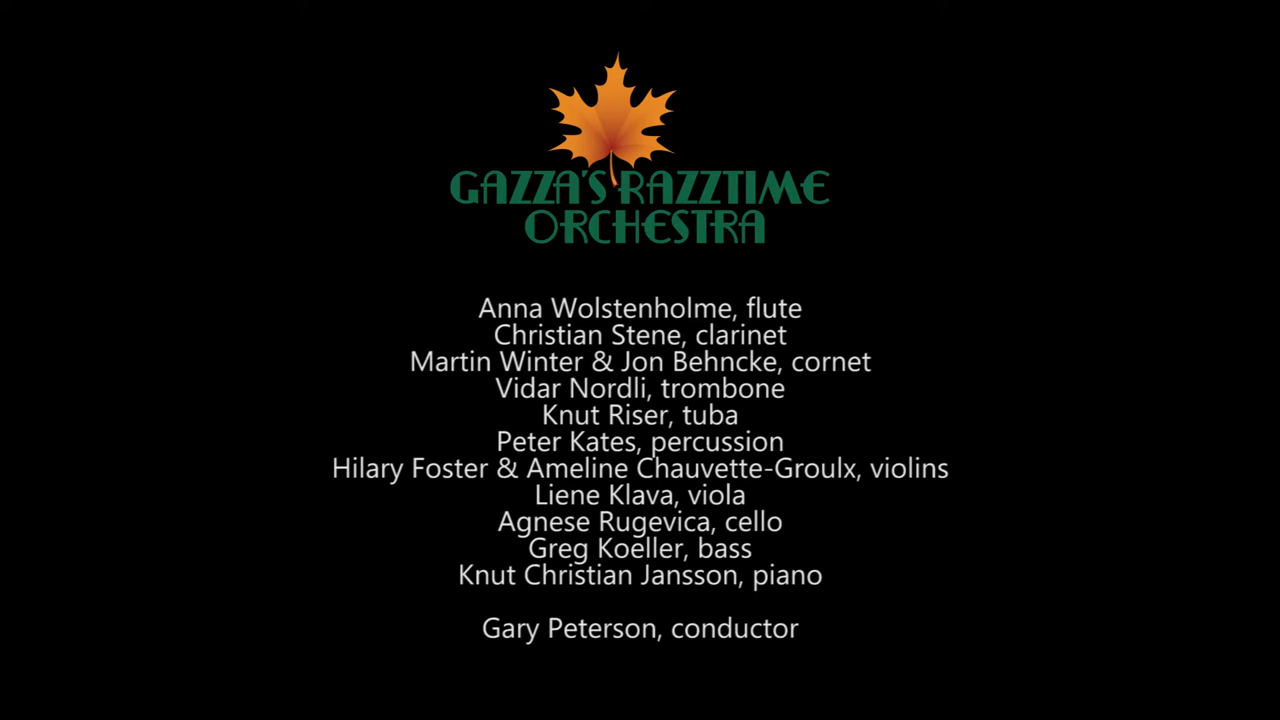 GAZZA'S RAZZTIME
ORCHESTRA
Anna Wolstenholme, flute
Christian Stene, clarinet
Martin Winter & Jon Behncke, cornet
Vidar Nordli, trombone
Knut Riser, tuba
Peter Kates, percussion
Hilary Foster & Ameline Chauvette-Groulx, violins
Liene Klava, viola
Agnese Rugevica, cello
Greg Koeller, bass
Knut Christian Jansson, piano
Gary Peterson, conductor